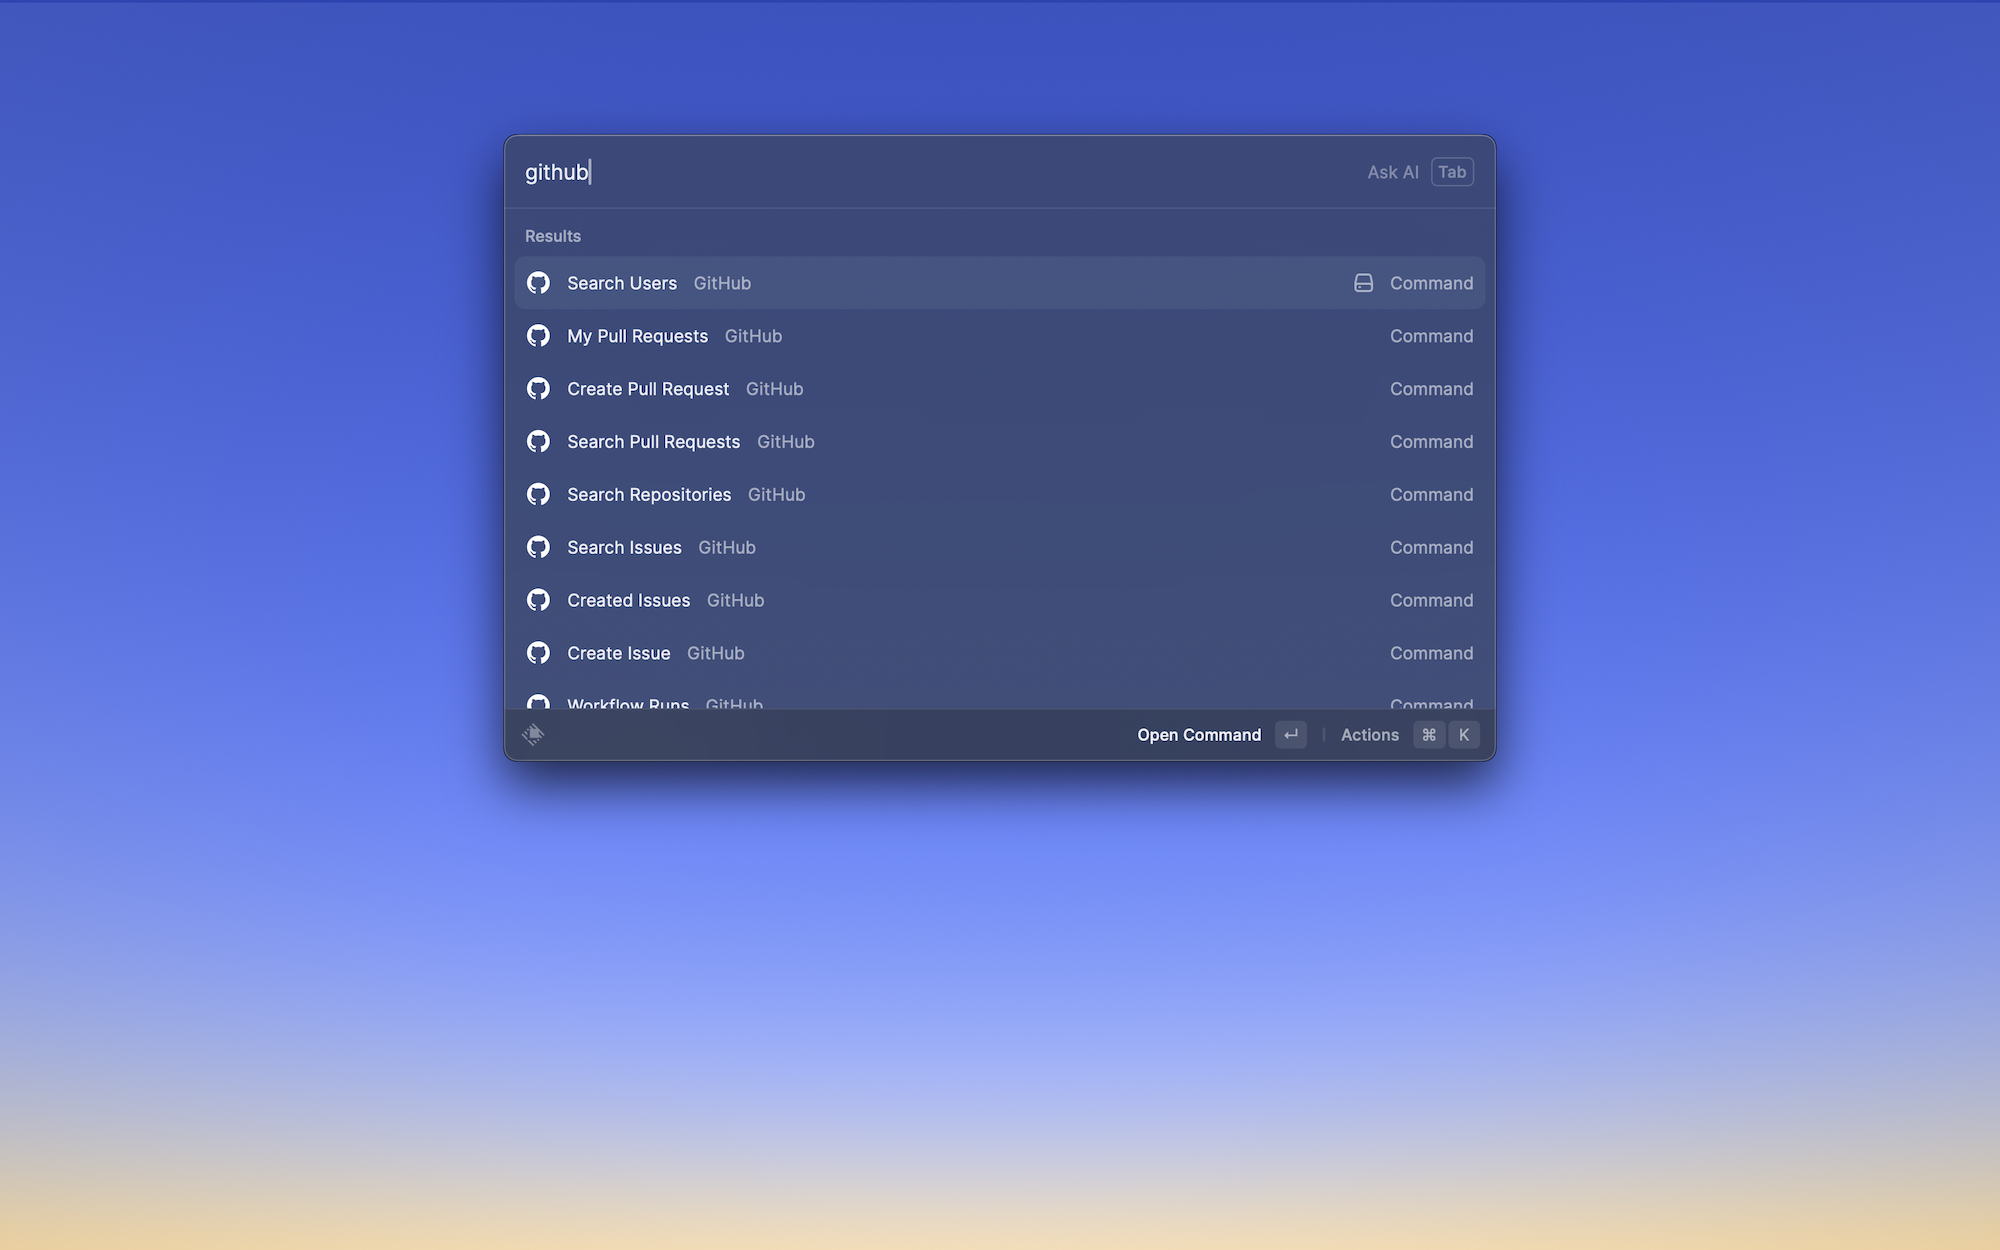 github Ask AI Tab
Results
Search Users GitHub Command
My Pull Requests GitHub Command
Create Pull Request GitHub Command
Search Pull Requests GitHub Command
Search Repositories GitHub Command
Search Issues GitHub Command
Created Issues GitHub Command
Create Issue GitHub Command
Workflow Runs GitHub Command
Open Command ↵ | Actions ⌘ K